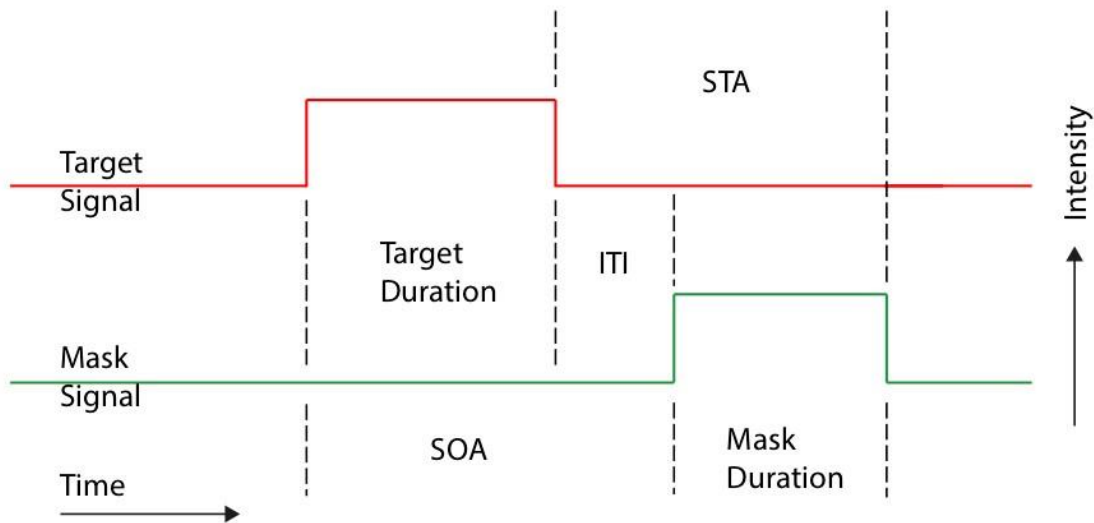 STA
Target
Signal
Intensity
Target
Duration
ITI
Mask
Signal
SOA
Mask
Duration
Time